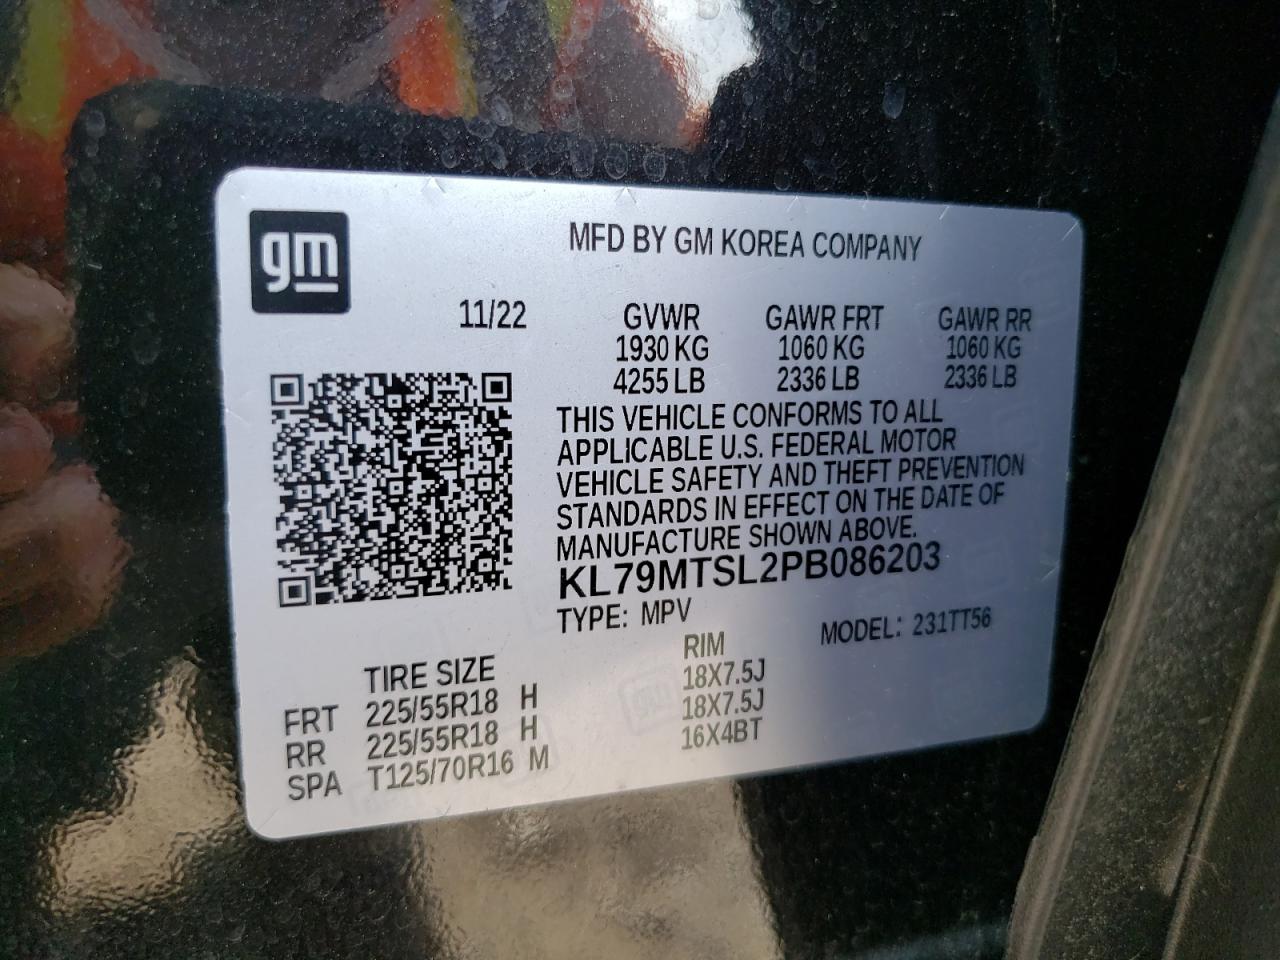 gm
MFD BY GM KOREA COMPANY
11/22 GVWR GAWR FRT GAWR RR
1930 KG 1060 KG 1060 KG
4255 LB 2336 LB 2336 LB
THIS VEHICLE CONFORMS TO ALL
APPLICABLE U.S. FEDERAL MOTOR
VEHICLE SAFETY AND THEFT PREVENTION
STANDARDS IN EFFECT ON THE DATE OF
MANUFACTURE SHOWN ABOVE.
KL79MTSL2PB086203
TYPE: MPV MODEL: 231TT56
TIRE SIZE RIM
FRT 225/55R18 H 18X7.5J
RR 225/55R18 H 18X7.5J
SPA T125/70R16 M 16X4BT